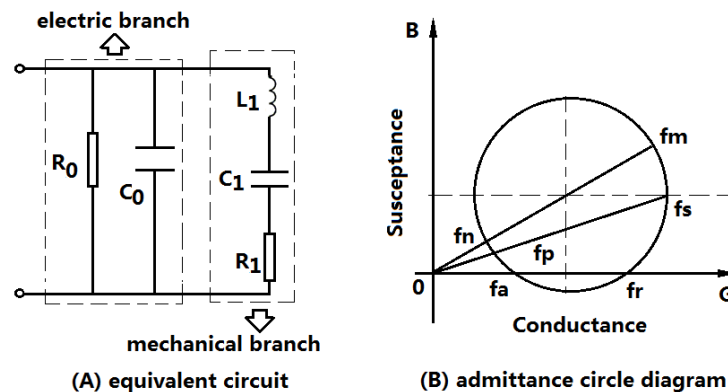 electric branch
L1
R0
C0
C1
R1
mechanical branch
(A) equivalent circuit
B
Susceptance
fm
fs
fn
fp
0
fa
fr
G
Conductance
(B) admittance circle diagram